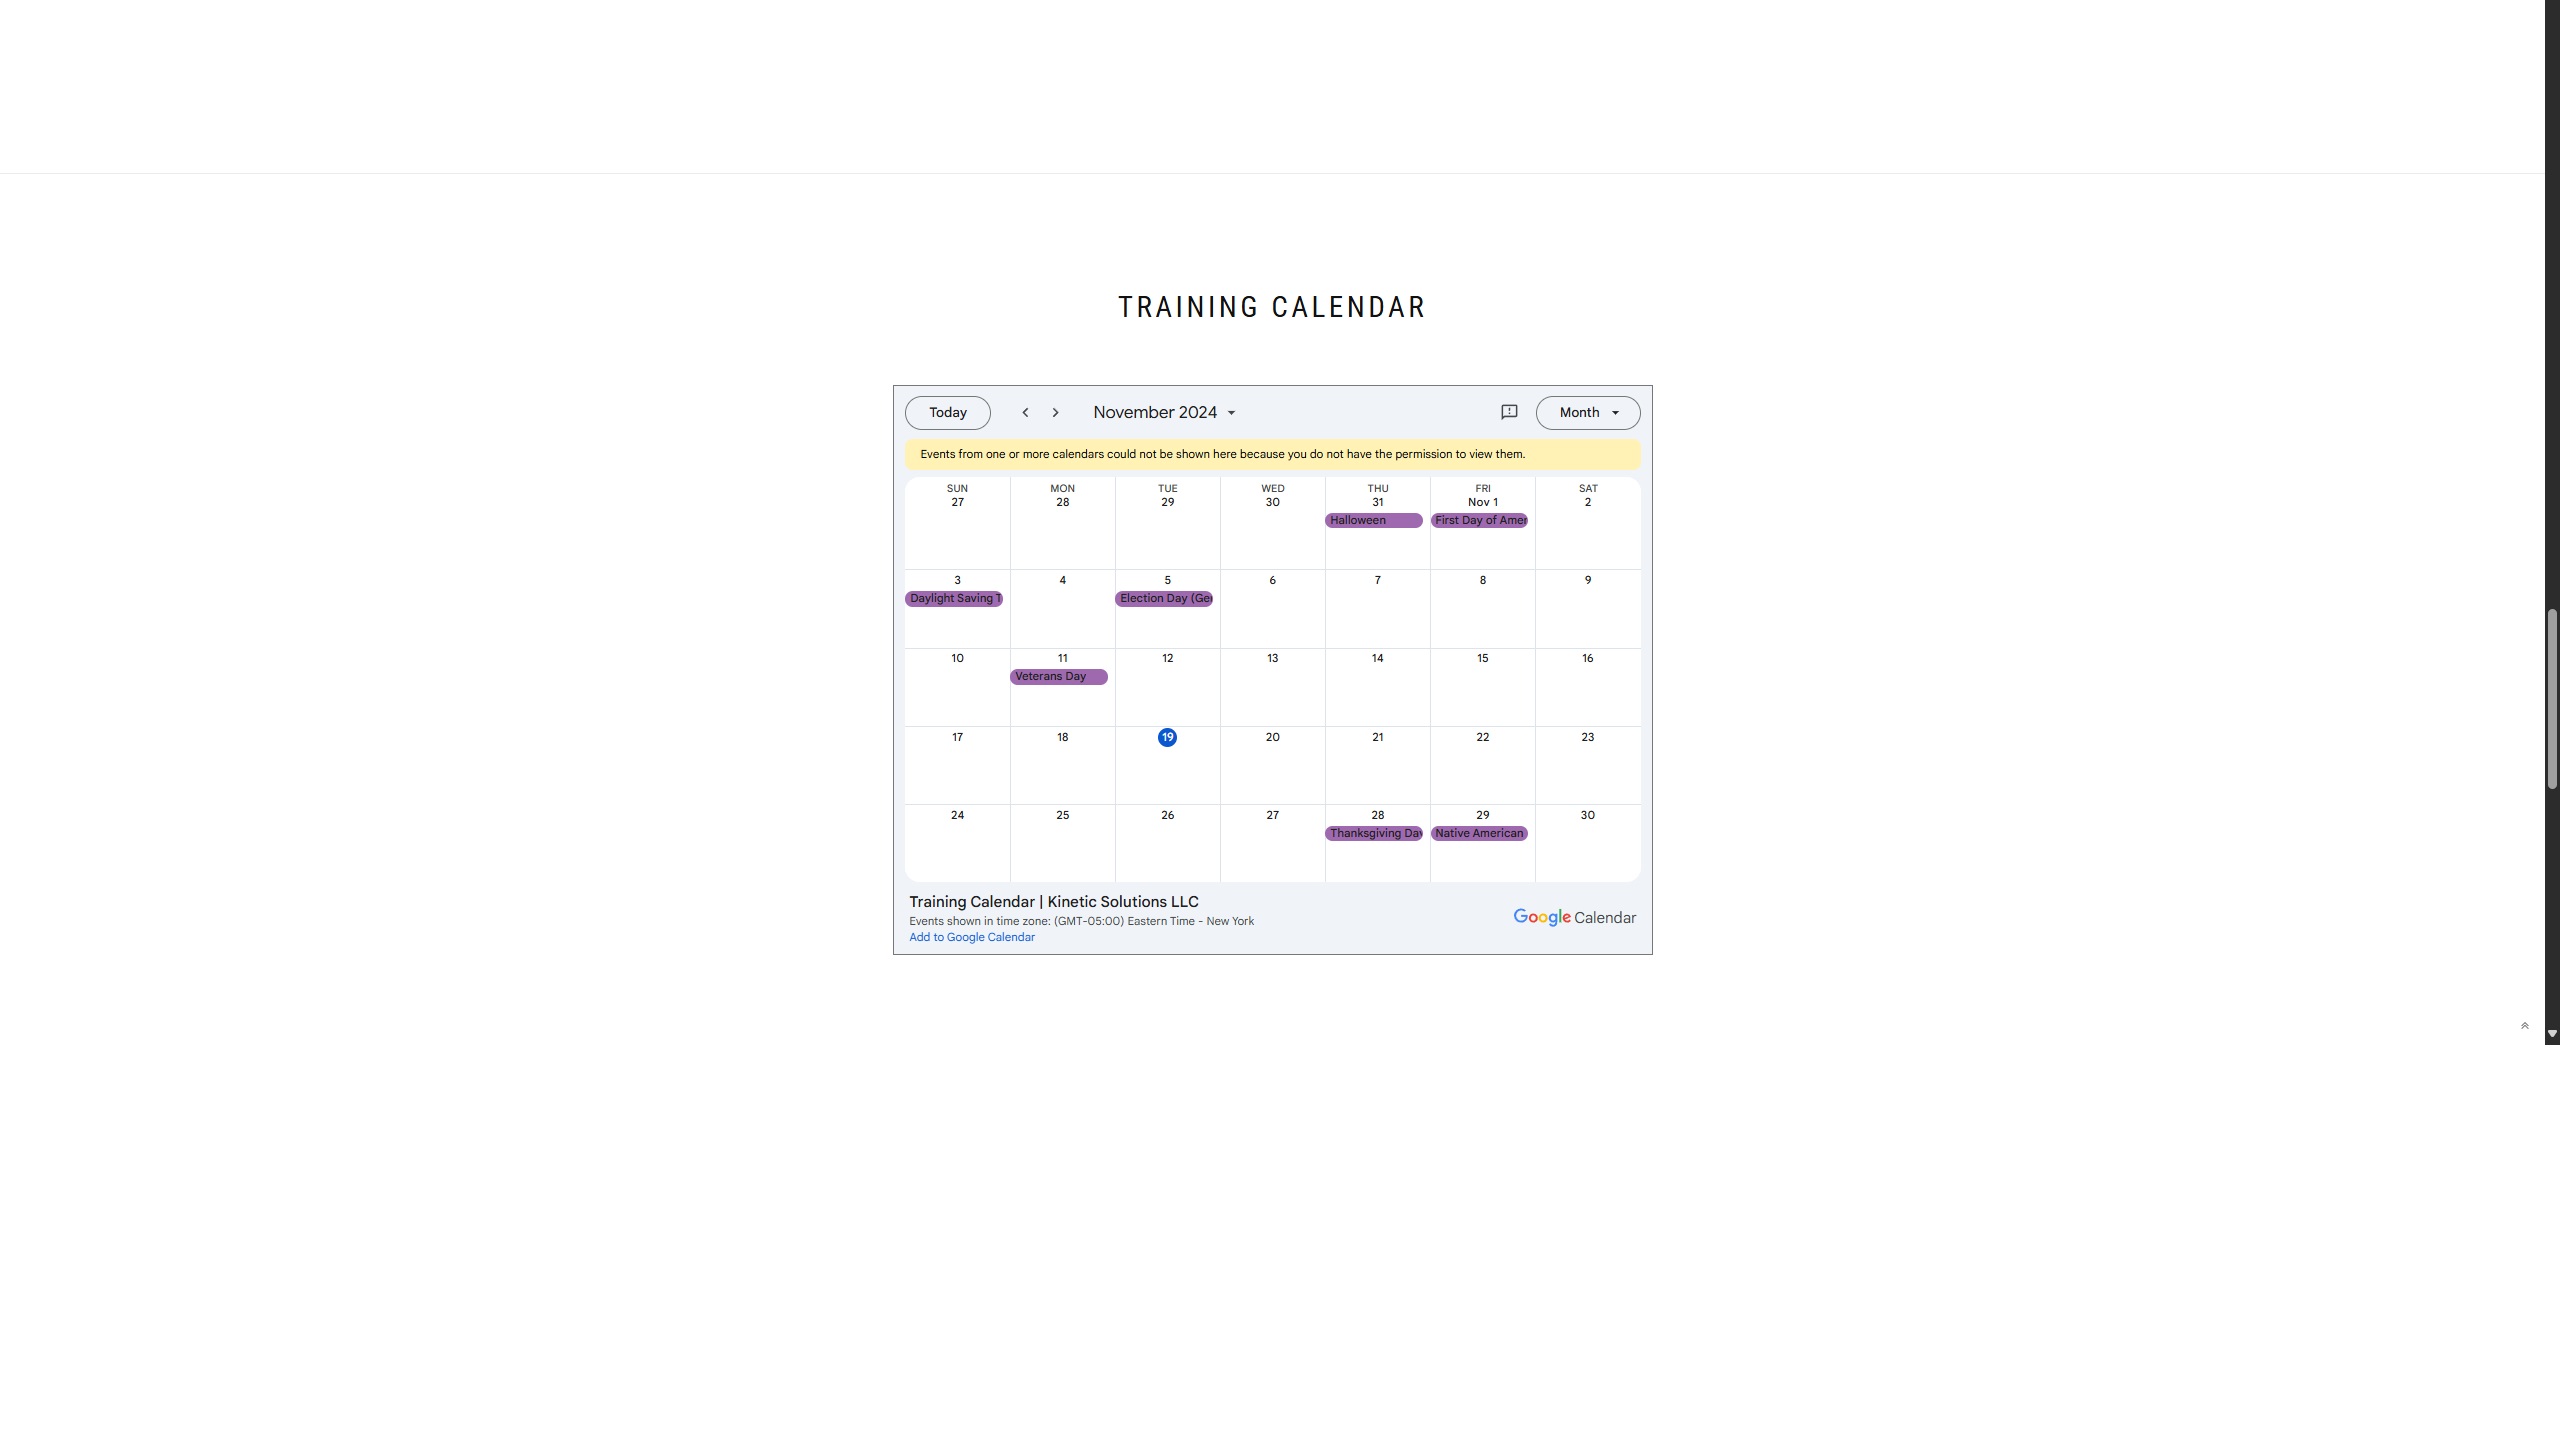 TRAINING CALENDAR
Today
November 2024
Month
Events from one or more calendars could not be shown here because you do not have the permission to view them.
SUN MON TUE WED THU FRI SAT
27 28 29 30 31 Nov 1 2
Halloween First Day of Amer
3 4 5 6 7 8 9
Daylight Saving T Election Day (Ge
10 11 12 13 14 15 16
Veterans Day
17 18 19 20 21 22 23
24 25 26 27 28 29 30
Thanksgiving Day Native American
Training Calendar | Kinetic Solutions LLC
Events shown in time zone: (GMT-05:00) Eastern Time - New York
Add to Google Calendar
Google Calendar